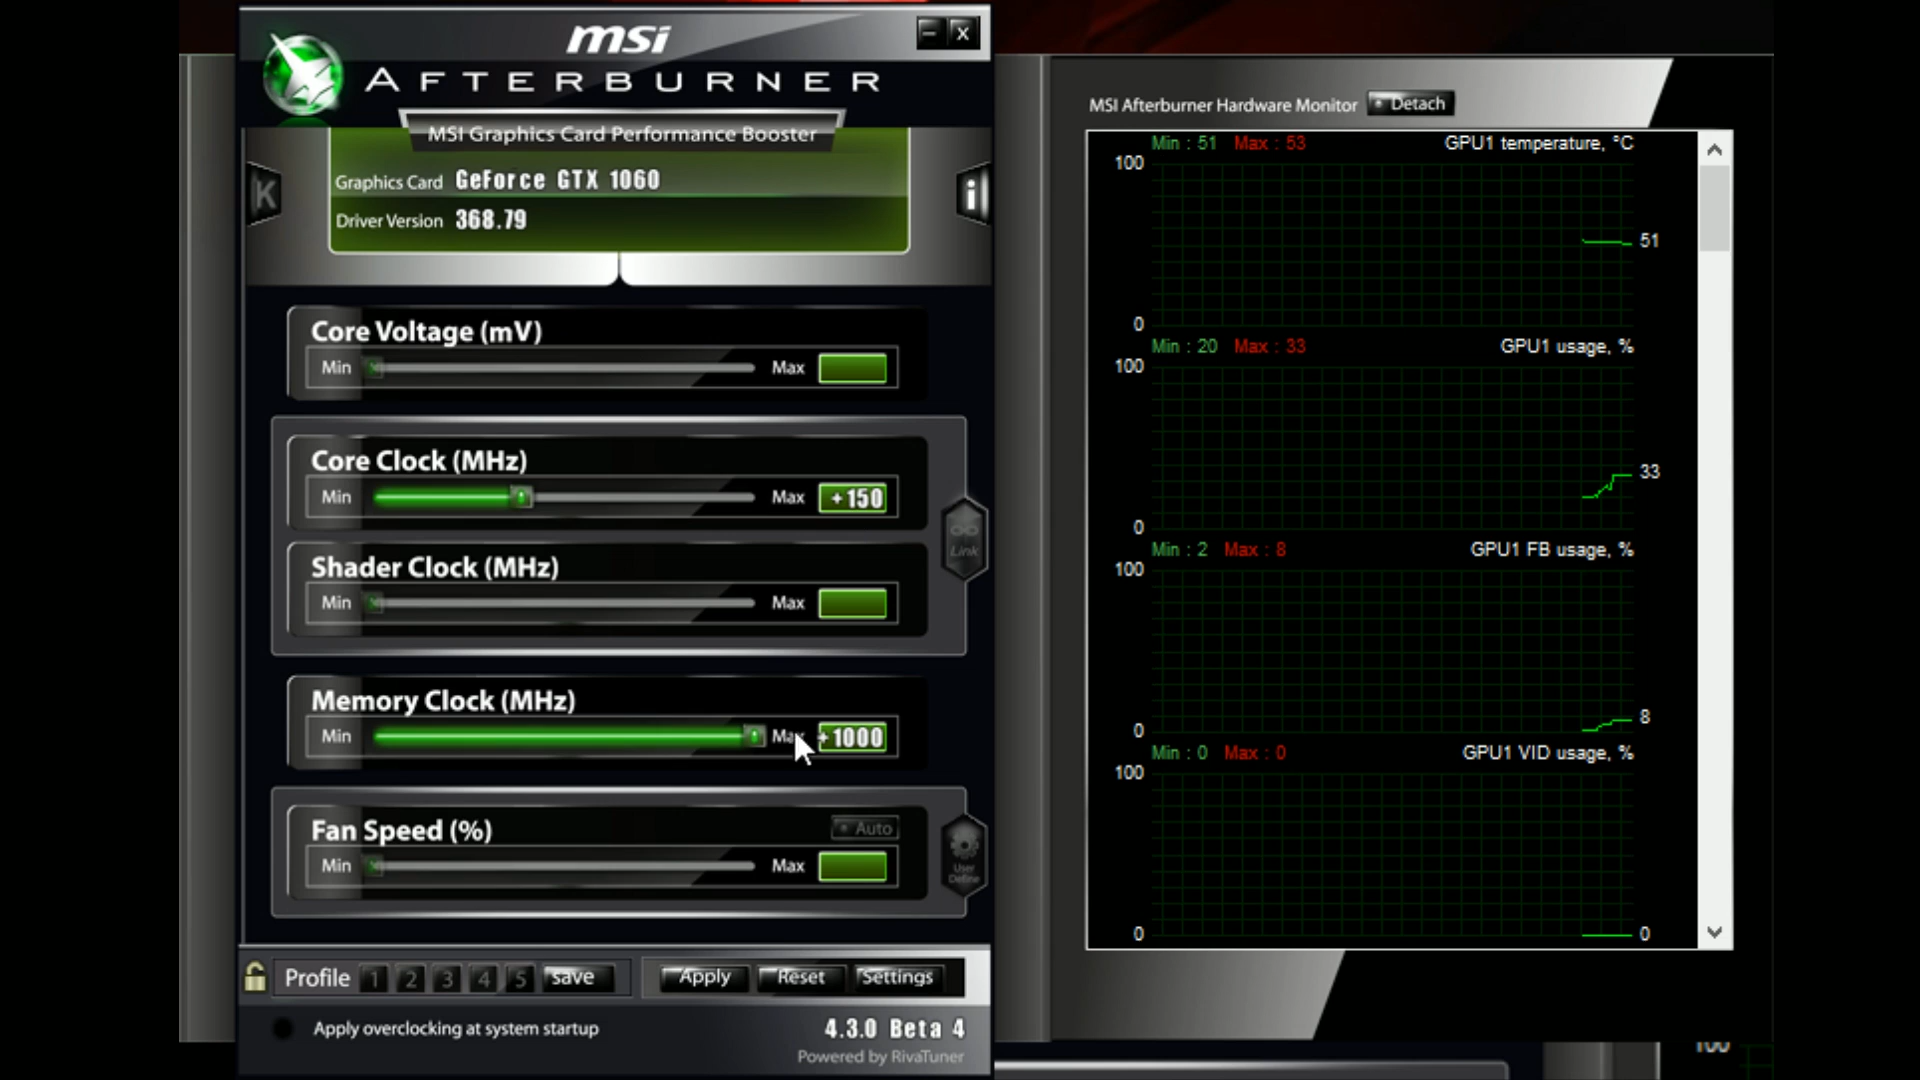 msi
AFTERBURNER
MSI Graphics Card Performance Booster
K
i
Graphics Card GeForce GTX 1060
Driver Version 368.79
Core Voltage (mV)
Min Max
Core Clock (MHz)
Min Max +150
Link
Shader Clock (MHz)
Min Max
Memory Clock (MHz)
Min Max +1000
Fan Speed (%)
Auto
Min Max
User Define
Profile 1 2 3 4 5 save
Apply Reset Settings
Apply overclocking at system startup
4.3.0 Beta 4
Powered by RivaTuner
MSI Afterburner Hardware Monitor Detach
Min : 51 Max : 53 GPU1 temperature, °C
100
51
0
Min : 20 Max : 33 GPU1 usage, %
100
33
0
Min : 2 Max : 8 GPU1 FB usage, %
100
8
0
Min : 0 Max : 0 GPU1 VID usage, %
100
0 0
100